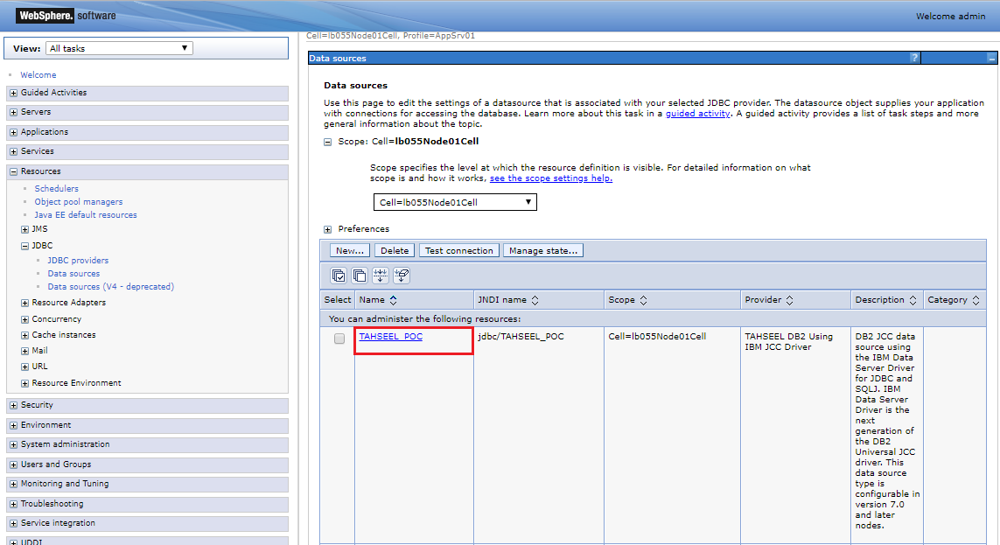 WebSphere. software
Welcome admin
View: All tasks
Welcome
Guided Activities
Servers
Applications
Services
Resources
Schedulers
Object pool managers
Java EE default resources
JMS
JDBC
JDBC providers
Data sources
Data sources (V4 - deprecated)
Resource Adapters
Concurrency
Cache instances
Mail
URL
Resource Environment
Security
Environment
System administration
Users and Groups
Monitoring and Tuning
Troubleshooting
Service integration
UDDI
Cell=lb055Node01Cell, Profile=AppSrv01
Data sources
?
Data sources
Use this page to edit the settings of a datasource that is associated with your selected JDBC provider. The datasource object supplies your application
with connections for accessing the database. Learn more about this task in a guided activity. A guided activity provides a list of task steps and more
general information about the topic.
Scope: Cell=lb055Node01Cell
Scope specifies the level at which the resource definition is visible. For detailed information on what
scope is and how it works, see the scope settings help.
Cell=lb055Node01Cell
Preferences
New... Delete Test connection Manage state...
Select Name JNDI name Scope Provider Description Category
You can administer the following resources:
TAHSEEL_POC
jdbc/TAHSEEL_POC
Cell=lb055Node01Cell
TAHSEEL DB2 Using
IBM JCC Driver
DB2 JCC data
source using
the IBM Data
Server Driver
for JDBC and
SQLJ. IBM
Data Server
Driver is the
next
generation of
the DB2
Universal JCC
driver. This
data source
type is
configurable in
version 7.0
and later
nodes.